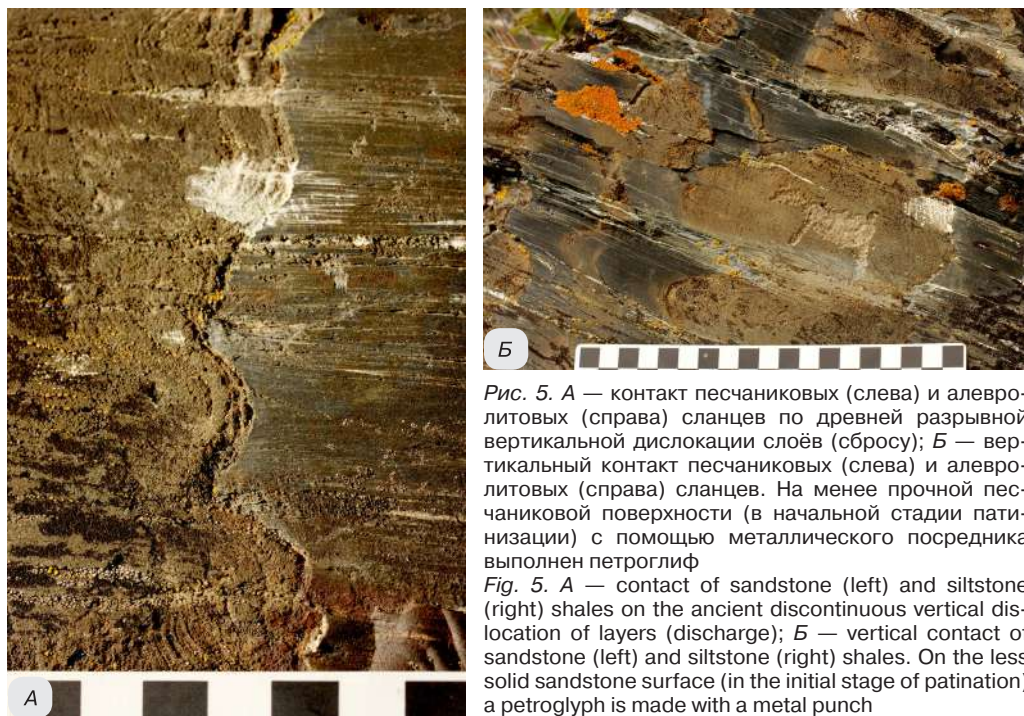 А
Б
Рис. 5. А — контакт песчаниковых (слева) и алевро-
литовых (справа) сланцев по древней разрывной
вертикальной дислокации слоёв (сбросу); Б — вер-
тикальный контакт песчаниковых (слева) и алевро-
литовых (справа) сланцев. На менее прочной пес-
чаниковой поверхности (в начальной стадии пати-
низации) с помощью металлического посредника
выполнен петроглиф
Fig. 5. А — contact of sandstone (left) and siltstone
(right) shales on the ancient discontinuous vertical dis-
location of layers (discharge); Б — vertical contact of
sandstone (left) and siltstone (right) shales. On the less
solid sandstone surface (in the initial stage of patination)
a petroglyph is made with a metal punch